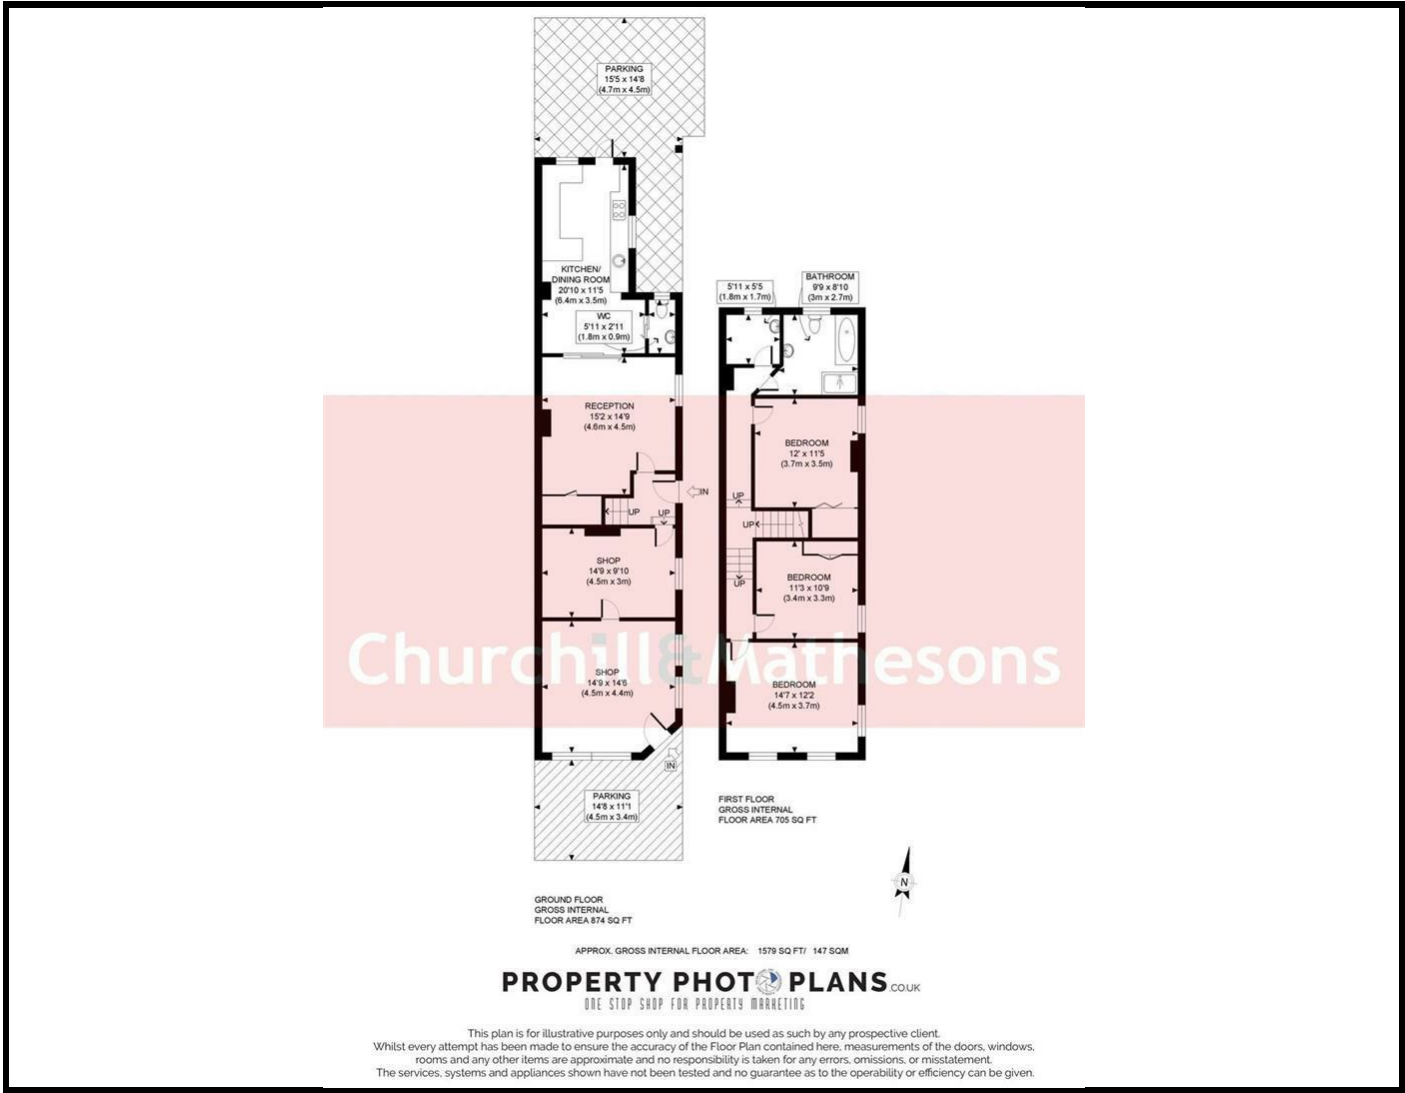 PARKING
15'5 x 14'8
(4.7m x 4.5m)
KITCHEN/
DINING ROOM
20'10 x 11'5
(6.4m x 3.5m)
WC
5'11 x 2'11
(1.8m x 0.9m)
5'11 x 5'5
(1.8m x 1.7m)
BATHROOM
9'9 x 8'10
(3m x 2.7m)
RECEPTION
15'2 x 14'9
(4.6m x 4.5m)
BEDROOM
12' x 11'5
(3.7m x 3.5m)
IN
UP
UP
UP
UP
UP
SHOP
14'9 x 9'10
(4.5m x 3m)
BEDROOM
11'3 x 10'9
(3.4m x 3.3m)
Churchill&Mathesons
SHOP
14'9 x 14'6
(4.5m x 4.4m)
BEDROOM
14'7 x 12'2
(4.5m x 3.7m)
IN
PARKING
14'8 x 11'1
(4.5m x 3.4m)
FIRST FLOOR
GROSS INTERNAL
FLOOR AREA 705 SQ FT
N
GROUND FLOOR
GROSS INTERNAL
FLOOR AREA 874 SQ FT
APPROX. GROSS INTERNAL FLOOR AREA: 1579 SQ FT/ 147 SQM
PROPERTY PHOTO PLANS.CO.UK
ONE STOP SHOP FOR PROPERTY MARKETING
This plan is for illustrative purposes only and should be used as such by any prospective client.
Whilst every attempt has been made to ensure the accuracy of the Floor Plan contained here, measurements of the doors, windows,
rooms and any other items are approximate and no responsibility is taken for any errors, omissions, or misstatement.
The services, systems and appliances shown have not been tested and no guarantee as to the operability or efficiency can be given.